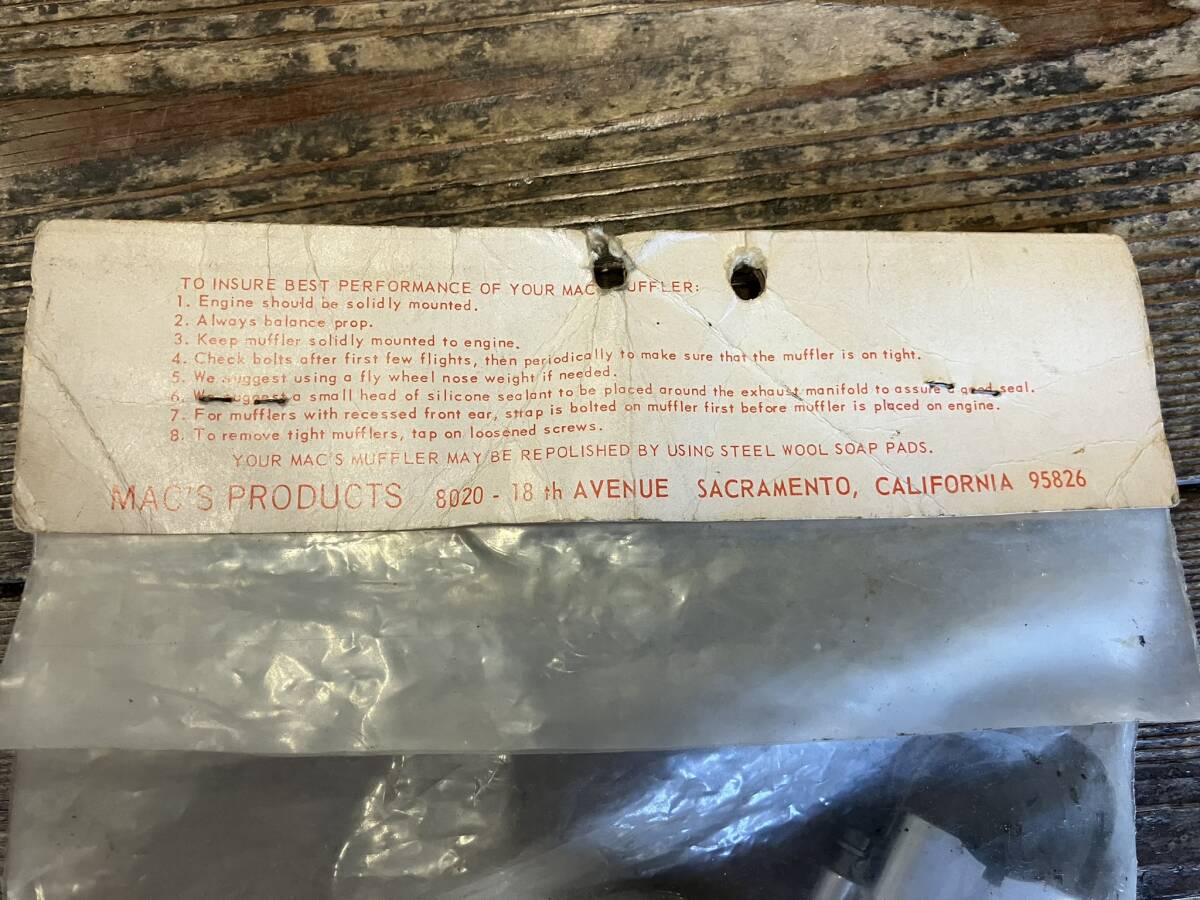 TO INSURE BEST PERFORMANCE OF YOUR MAC UFFLER:
1. Engine should be solidly mounted.
2. Always balance prop.
3. Keep muffler solidly mounted to engine.
4. Check bolts after first few flights, then periodically to make sure that the muffler is on tight.
5. We suggest using a fly wheel nose weight if needed.
6. We suggest a small head of silicone sealant to be placed around the exhaust manifold to assure a good seal.
7. For mufflers with recessed front ear, strap is bolted on muffler first before muffler is placed on engine.
8. To remove tight mufflers, tap on loosened screws.
YOUR MAC'S MUFFLER MAY BE REPOLISHED BY USING STEEL WOOL SOAP PADS.
MAC'S PRODUCTS 8020 - 18 th AVENUE SACRAMENTO, CALIFORNIA 95826